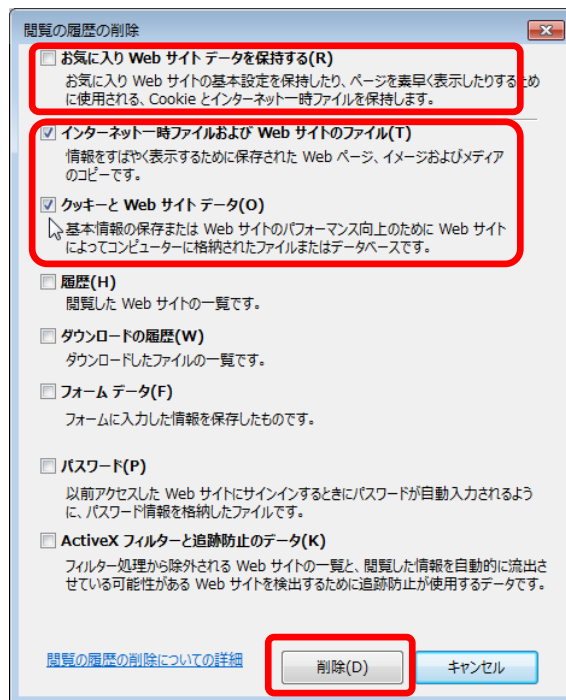 閲覧の履歴の削除
お気に入り Web サイト データを保持する(R)
お気に入り Web サイトの基本設定を保持したり、ページを素早く表示したりするため
に使用される、Cookie とインターネット一時ファイルを保持します。
インターネット一時ファイルおよび Web サイトのファイル(T)
情報をすばやく表示するために保存された Web ページ、イメージおよびメディア
のコピーです。
クッキーと Web サイト データ(O)
基本情報の保存または Web サイトのパフォーマンス向上のために Web サイト
によってコンピューターに格納されたファイルまたはデータベースです。
履歴(H)
閲覧した Web サイトの一覧です。
ダウンロードの履歴(W)
ダウンロードしたファイルの一覧です。
フォーム データ(F)
フォームに入力した情報を保存したものです。
パスワード(P)
以前アクセスした Web サイトにサインインするときにパスワードが自動入力されるよう
に、パスワード情報を格納したファイルです。
ActiveX フィルターと追跡防止のデータ(K)
フィルター処理から除外される Web サイトの一覧と、閲覧した情報を自動的に流出さ
せている可能性がある Web サイトを検出するために追跡防止が使用するデータです。
閲覧の履歴の削除についての詳細
削除(D)
キャンセル